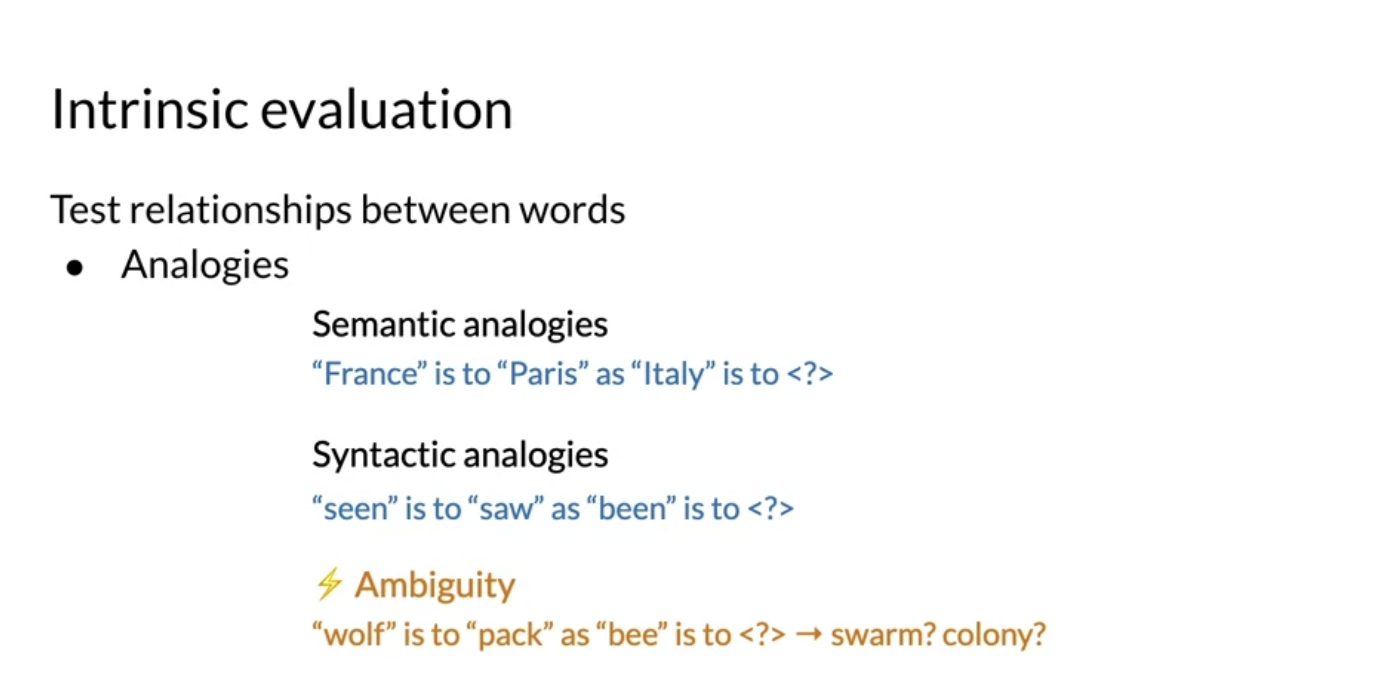 Intrinsic evaluation
Test relationships between words
● Analogies
Semantic analogies
“France” is to “Paris” as “Italy” is to <?>
Syntactic analogies
“seen” is to “saw” as “been” is to <?>
⚡ Ambiguity
“wolf” is to “pack” as “bee” is to <?> → swarm? colony?